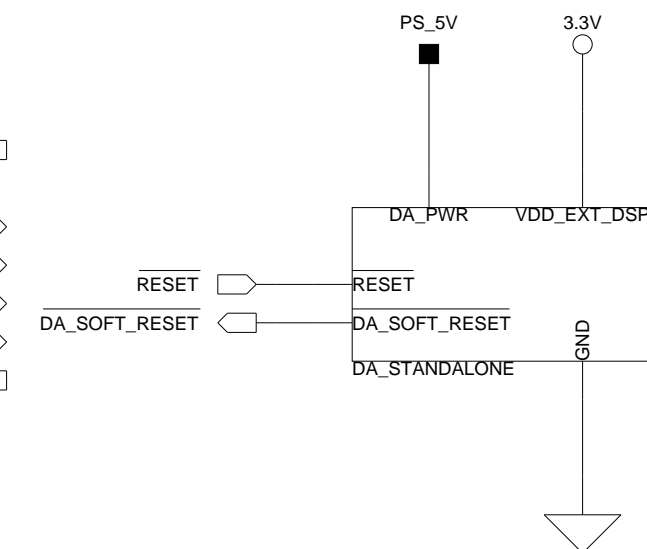 PS_5V 3.3V
DA_PWR VDD_EXT_DSP
RESET RESET
DA_SOFT_RESET DA_SOFT_RESET
GND
DA_STANDALONE